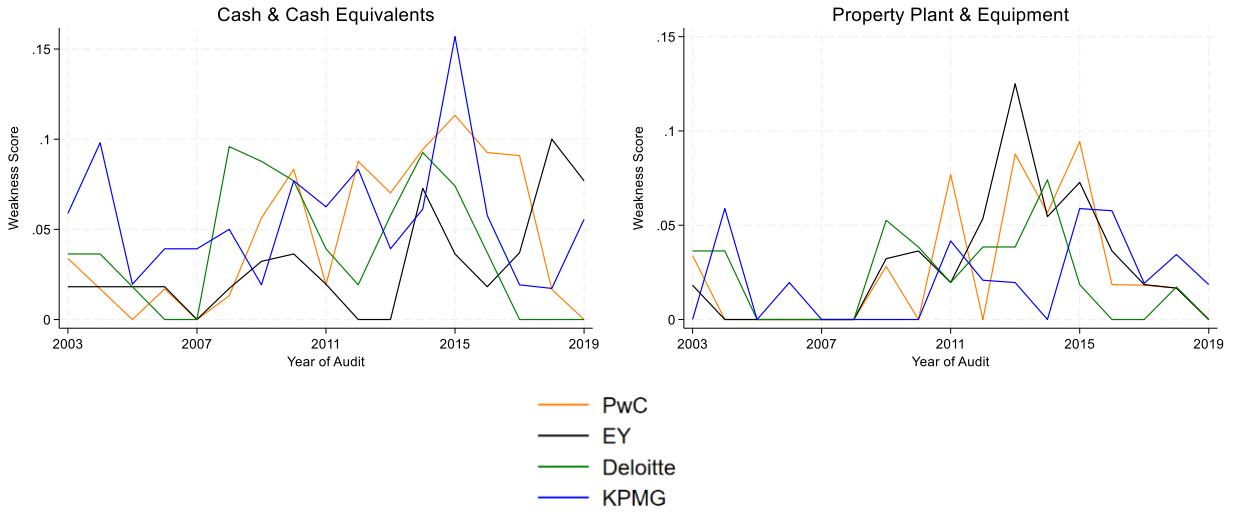 Cash & Cash Equivalents
.15
.1
.05
0
Weakness Score
2003 2007 2011 2015 2019
Year of Audit
Property Plant & Equipment
.15
.1
.05
0
Weakness Score
2003 2007 2011 2015 2019
Year of Audit
PwC
EY
Deloitte
KPMG